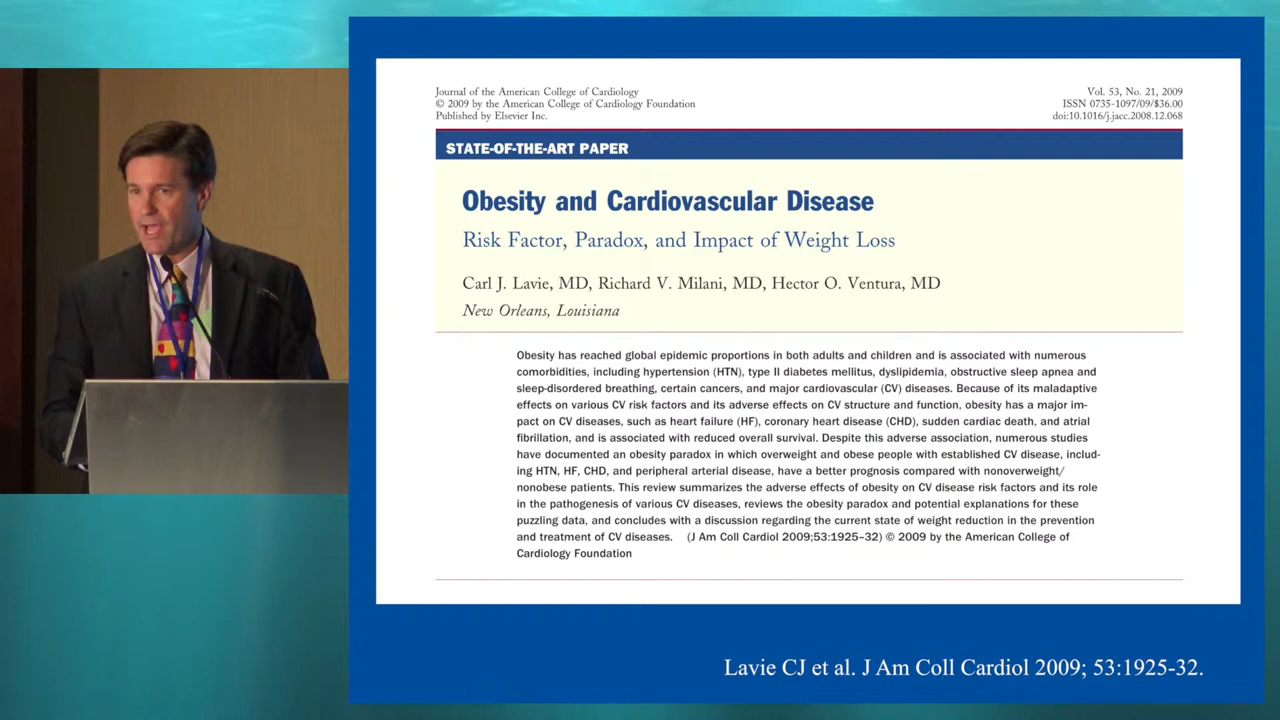 Journal of the American College of Cardiology
© 2009 by the American College of Cardiology Foundation
Published by Elsevier Inc.
Vol. 53, No. 21, 2009
ISSN 0735-1097/09/$36.00
doi:10.1016/j.jacc.2008.12.068
STATE-OF-THE-ART PAPER
Obesity and Cardiovascular Disease
Risk Factor, Paradox, and Impact of Weight Loss
Carl J. Lavie, MD, Richard V. Milani, MD, Hector O. Ventura, MD
New Orleans, Louisiana
Obesity has reached global epidemic proportions in both adults and children and is associated with numerous
comorbidities, including hypertension (HTN), type II diabetes mellitus, dyslipidemia, obstructive sleep apnea and
sleep-disordered breathing, certain cancers, and major cardiovascular (CV) diseases. Because of its maladaptive
effects on various CV risk factors and its adverse effects on CV structure and function, obesity has a major im-
pact on CV diseases, such as heart failure (HF), coronary heart disease (CHD), sudden cardiac death, and atrial
fibrillation, and is associated with reduced overall survival. Despite this adverse association, numerous studies
have documented an obesity paradox in which overweight and obese people with established CV disease, includ-
ing HTN, HF, CHD, and peripheral arterial disease, have a better prognosis compared with nonoverweight/
nonobese patients. This review summarizes the adverse effects of obesity on CV disease risk factors and its role
in the pathogenesis of various CV diseases, reviews the obesity paradox and potential explanations for these
puzzling data, and concludes with a discussion regarding the current state of weight reduction in the prevention
and treatment of CV diseases. (J Am Coll Cardiol 2009;53:1925–32) © 2009 by the American College of
Cardiology Foundation
Lavie CJ et al. J Am Coll Cardiol 2009; 53:1925-32.